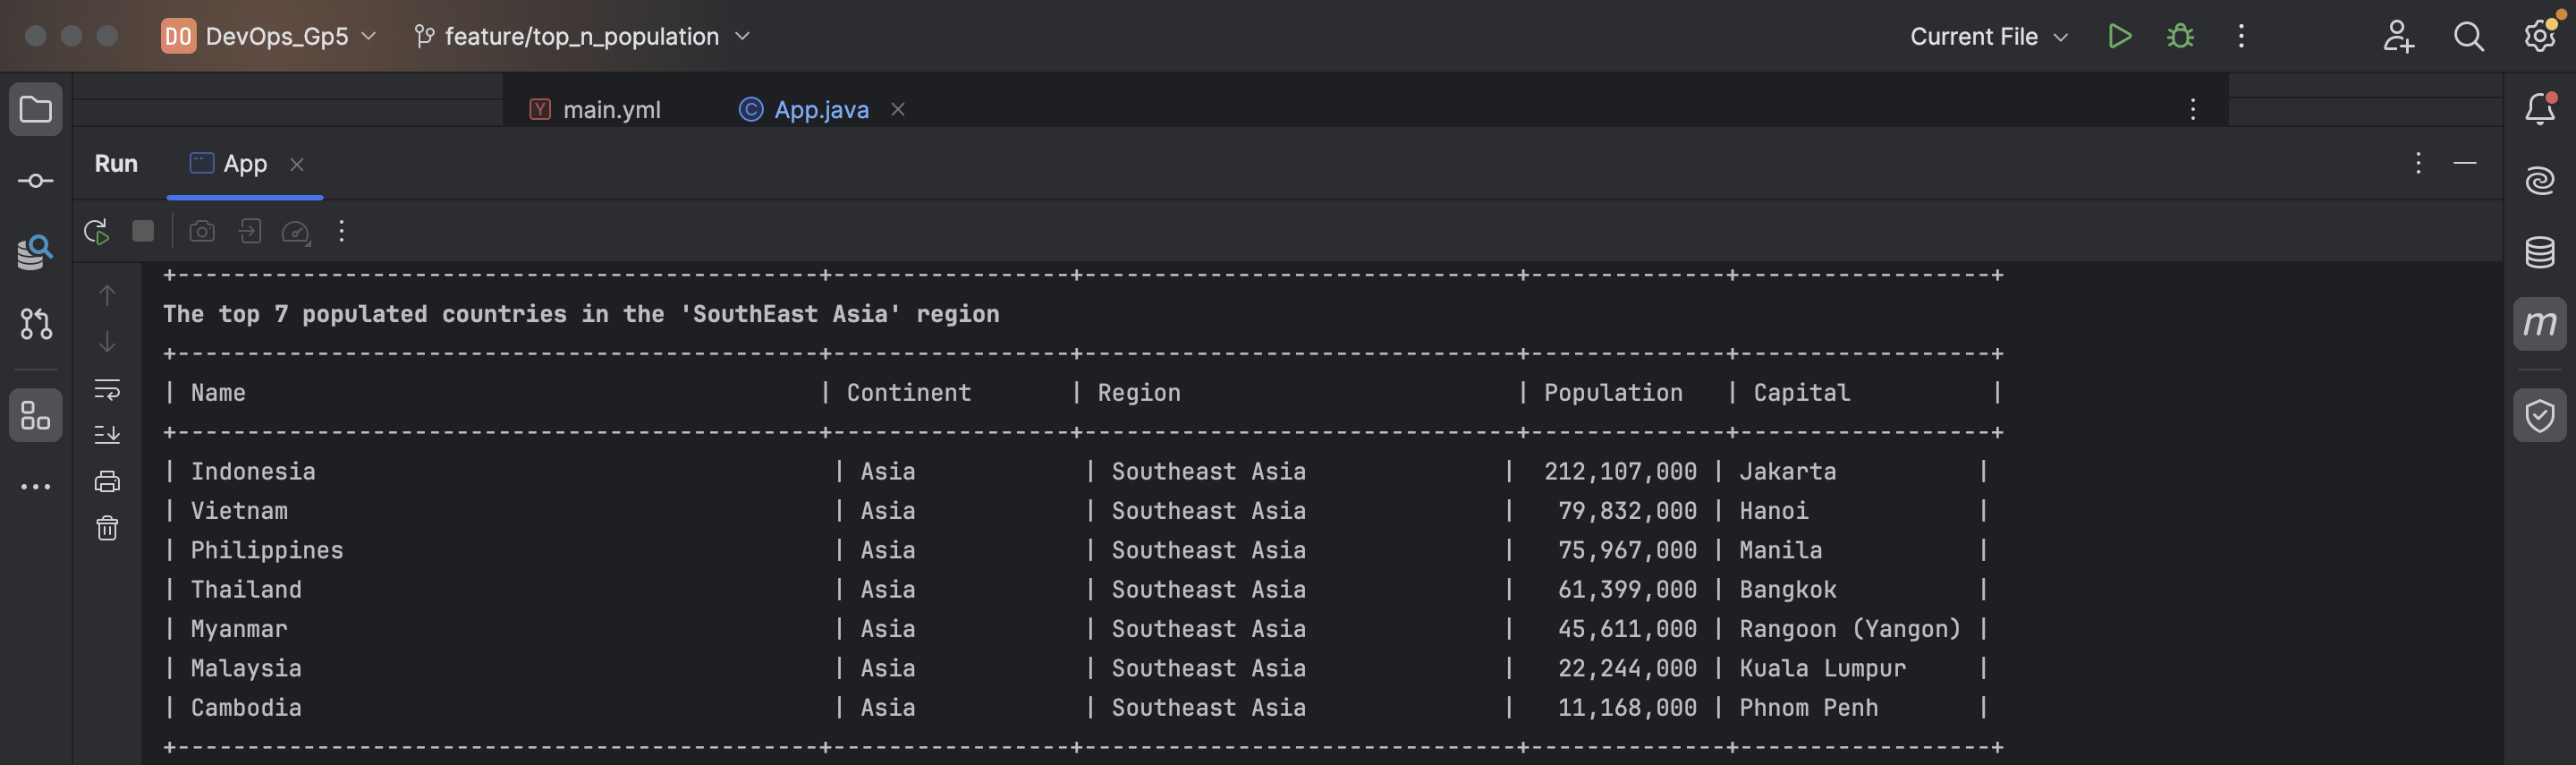 DO DevOps_Gp5 feature/top_n_population Current File
main.yml App.java
Run App
+----------------------------------------------+-----------------+-------------------------------+---------------+------------------+
The top 7 populated countries in the 'SouthEast Asia' region
+----------------------------------------------+-----------------+-------------------------------+---------------+------------------+
| Name | Continent | Region | Population | Capital |
+----------------------------------------------+-----------------+-------------------------------+---------------+------------------+
| Indonesia | Asia | Southeast Asia | 212,107,000 | Jakarta |
| Vietnam | Asia | Southeast Asia | 79,832,000 | Hanoi |
| Philippines | Asia | Southeast Asia | 75,967,000 | Manila |
| Thailand | Asia | Southeast Asia | 61,399,000 | Bangkok |
| Myanmar | Asia | Southeast Asia | 45,611,000 | Rangoon (Yangon) |
| Malaysia | Asia | Southeast Asia | 22,244,000 | Kuala Lumpur |
| Cambodia | Asia | Southeast Asia | 11,168,000 | Phnom Penh |
+----------------------------------------------+-----------------+-------------------------------+---------------+------------------+